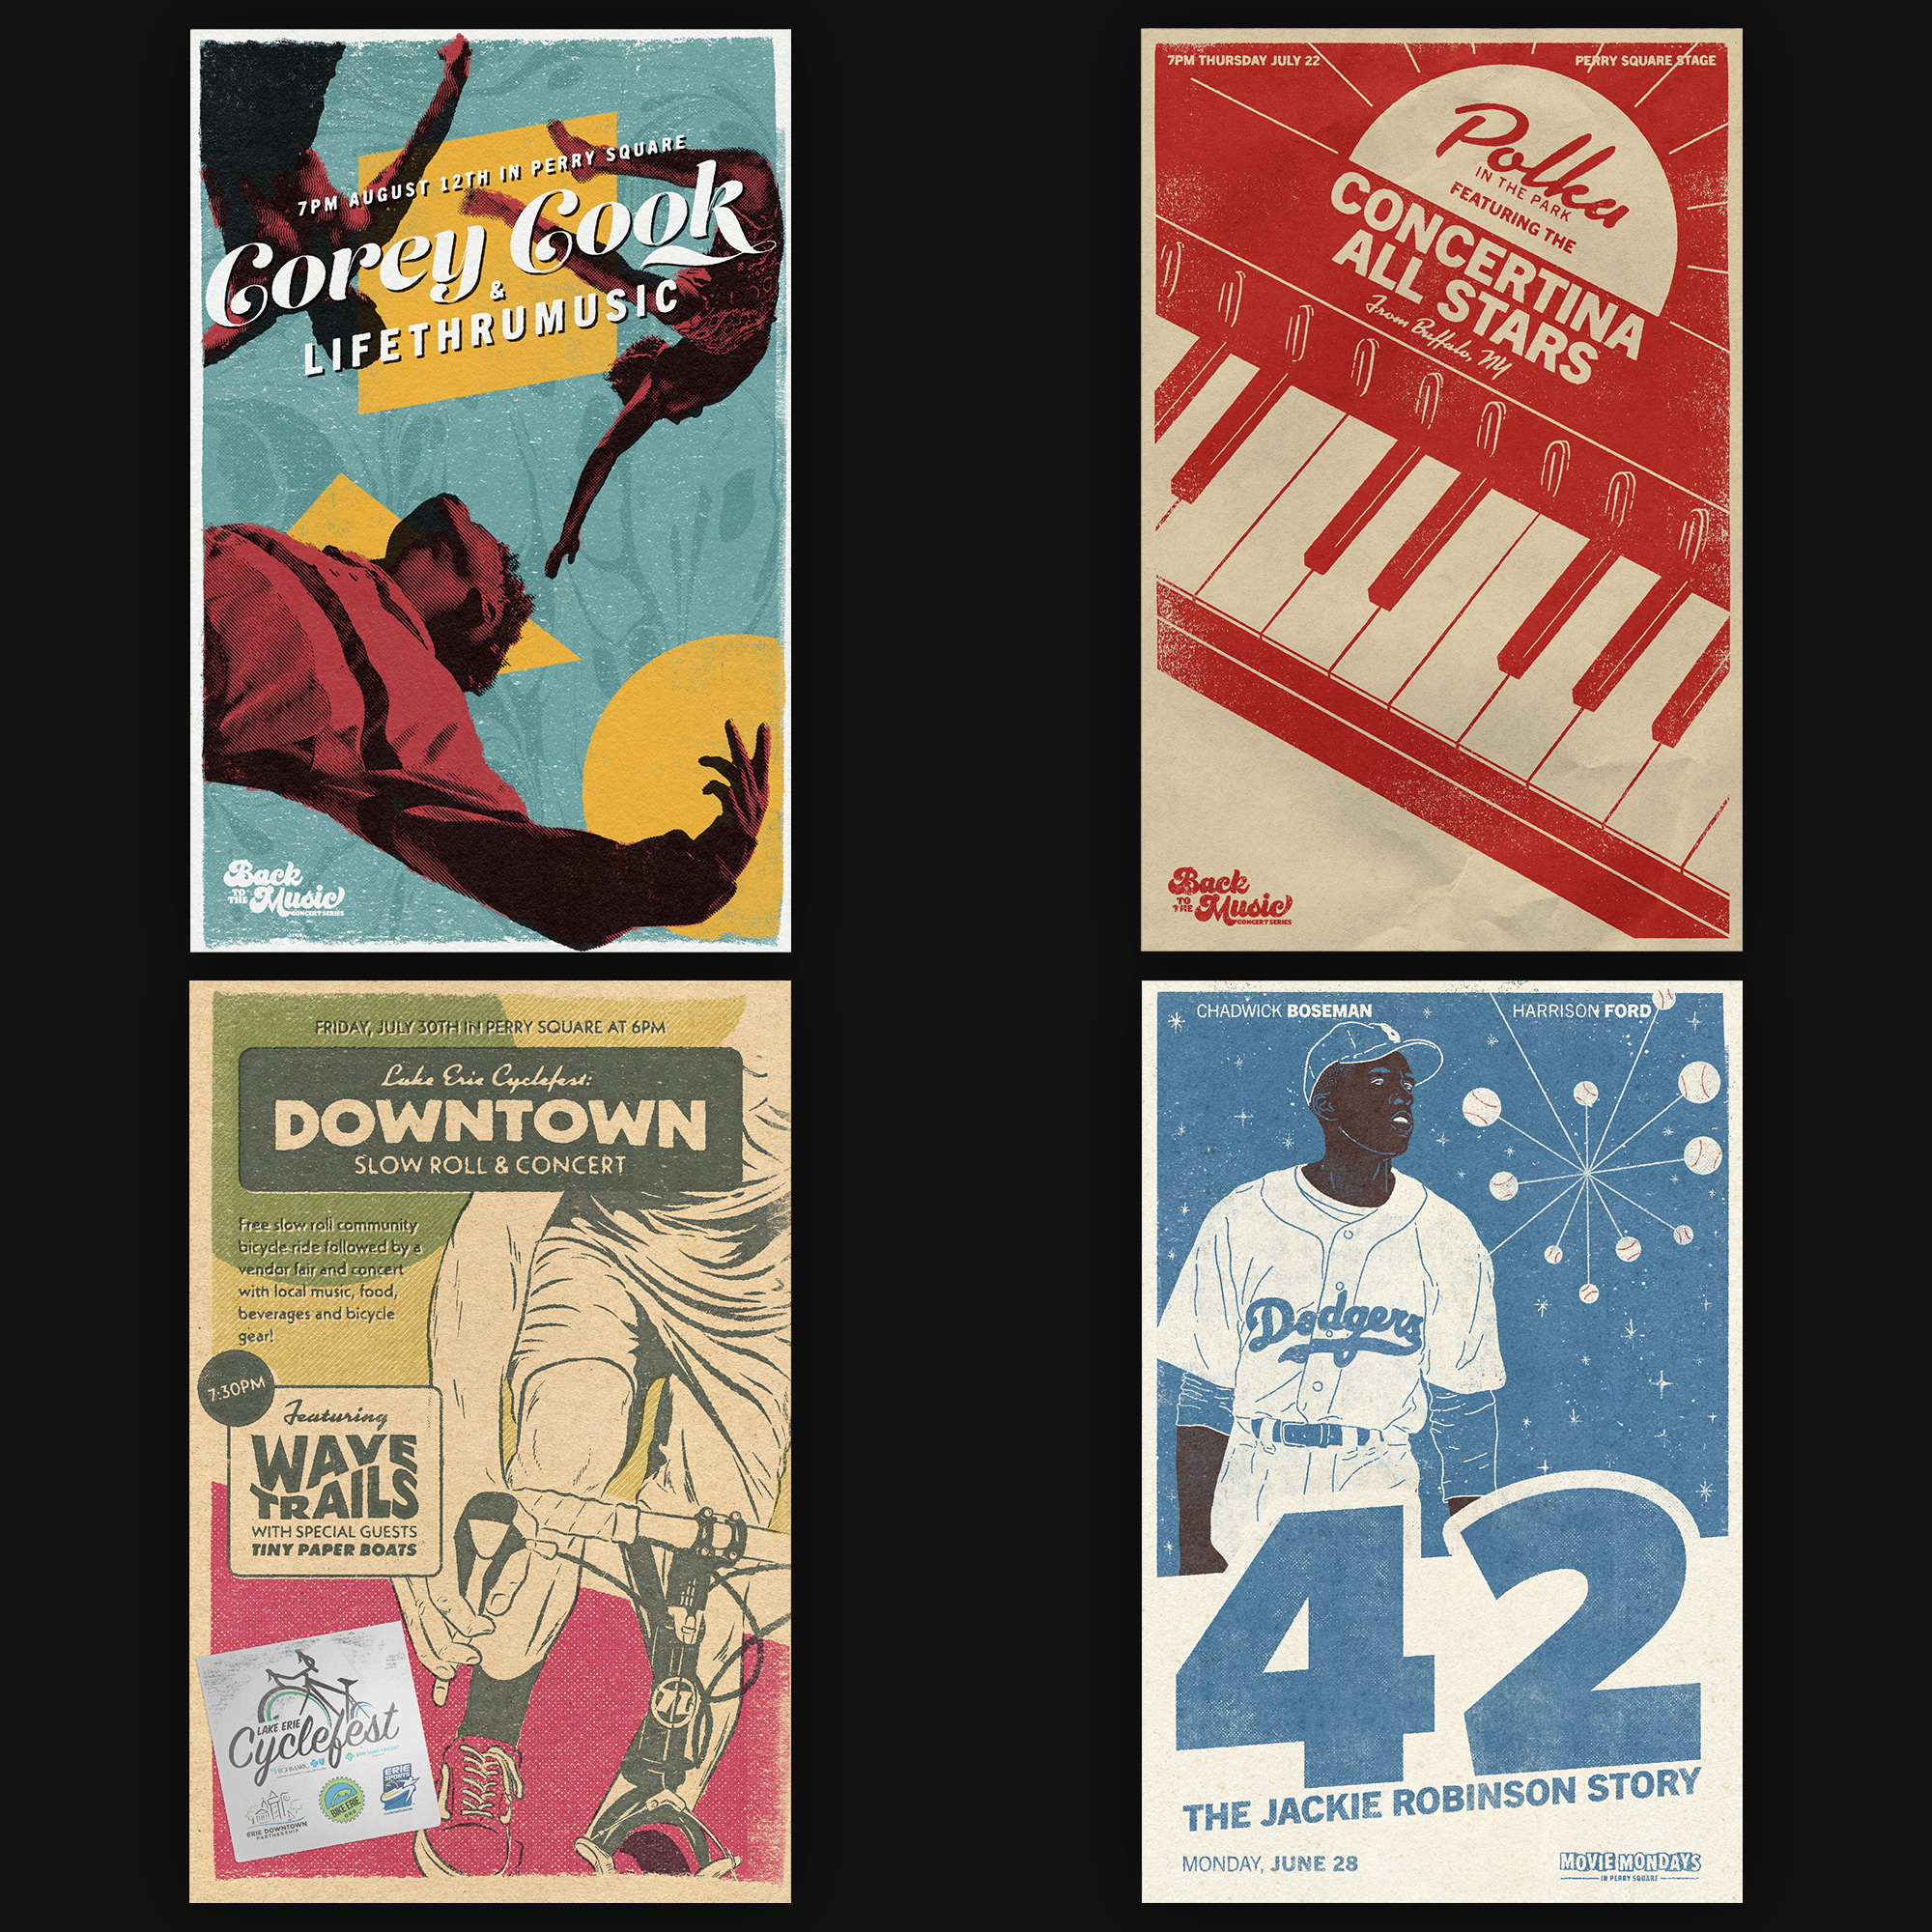 7PM AUGUST 12TH IN PERRY SQUARE
Corey Cook
&
LIFETHRUMUSIC
Back
TO THE
Music
CONCERT SERIES
7PM THURSDAY JULY 22
PERRY SQUARE STAGE
Polka
IN THE PARK
FEATURING THE
CONCERTINA
ALL STARS
From Buffalo, NY
Back
TO THE
Music
CONCERT SERIES
FRIDAY, JULY 30TH IN PERRY SQUARE AT 6PM
Lake Erie Cyclefest:
DOWNTOWN
SLOW ROLL & CONCERT
Free slow roll community
bicycle ride followed by a
vendor fair and concert
with local music, food,
beverages and bicycle
gear!
7:30PM
Featuring
WAVE
TRAILS
WITH SPECIAL GUESTS
TINY PAPER BOATS
LAKE ERIE
Cyclefest
HIGHMARK
BIKE ERIE
ERIE
SPORTS
ERIE DOWNTOWN
PARTNERSHIP
CHADWICK BOSEMAN
HARRISON FORD
Dodgers
42
THE JACKIE ROBINSON STORY
MONDAY, JUNE 28
MOVIE MONDAYS
IN PERRY SQUARE